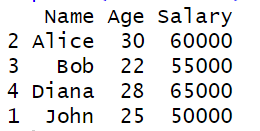 Name Age Salary
2 Alice 30 60000
3 Bob 22 55000
4 Diana 28 65000
1 John 25 50000